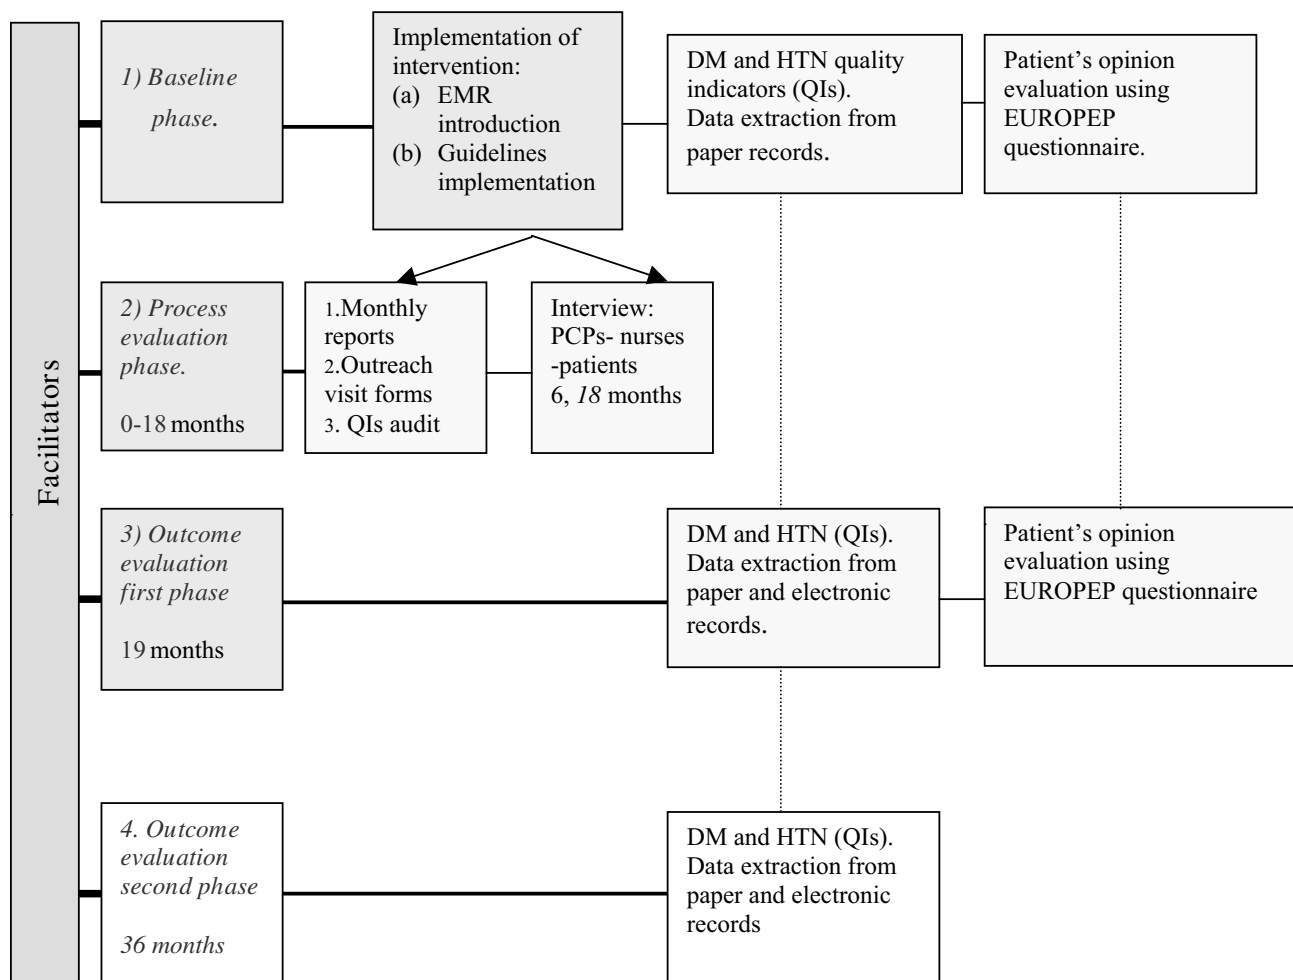 Facilitators
1) Baseline
phase.
Implementation of
intervention:
(a) EMR
introduction
(b) Guidelines
implementation
DM and HTN quality
indicators (QIs).
Data extraction from
paper records.
Patient’s opinion
evaluation using
EUROPEP
questionnaire.
2) Process
evaluation
phase.
0-18 months
1.Monthly
reports
2.Outreach
visit forms
3. QIs audit
Interview:
PCPs- nurses
-patients
6, 18 months
3) Outcome
evaluation
first phase
19 months
DM and HTN (QIs).
Data extraction from
paper and electronic
records.
Patient’s opinion
evaluation using
EUROPEP questionnaire
4. Outcome
evaluation
second phase
36 months
DM and HTN (QIs).
Data extraction from
paper and electronic
records